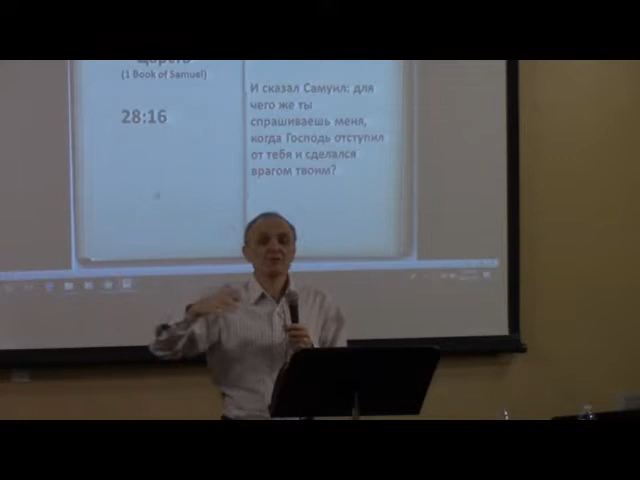 Царств
(1 Book of Samuel)
28:16
И сказал Самуил: для
чего же ты
спрашиваешь меня,
когда Господь отступил
от тебя и сделался
врагом твоим?